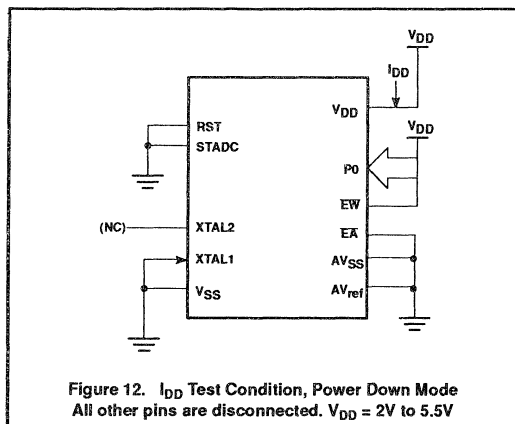 VDD
IDD
VDD
VDD
RST
STADC
P0
EW
(NC)
XTAL2
EA
XTAL1
AVSS
VSS
AVref
Figure 12. IDD Test Condition, Power Down Mode
All other pins are disconnected. VDD = 2V to 5.5V